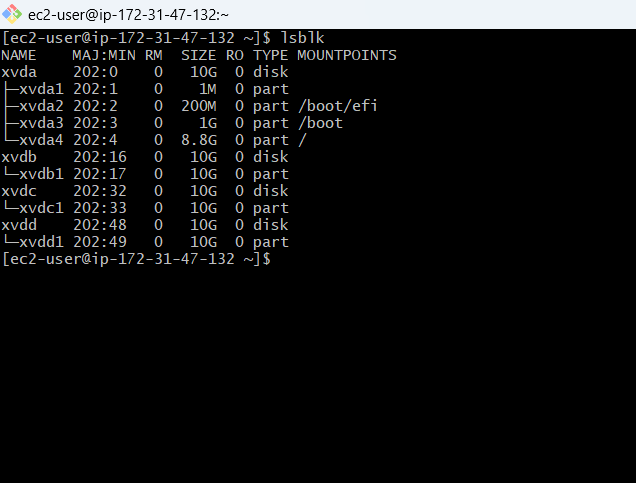 ec2-user@ip-172-31-47-132:~
[ec2-user@ip-172-31-47-132 ~]$ lsblk
NAME    MAJ:MIN RM  SIZE RO TYPE MOUNTPOINTS
xvda    202:0    0   10G  0 disk
├─xvda1 202:1    0    1M  0 part
├─xvda2 202:2    0  200M  0 part /boot/efi
├─xvda3 202:3    0    1G  0 part /boot
└─xvda4 202:4    0  8.8G  0 part /
xvdb    202:16   0   10G  0 disk
└─xvdb1 202:17   0   10G  0 part
xvdc    202:32   0   10G  0 disk
└─xvdc1 202:33   0   10G  0 part
xvdd    202:48   0   10G  0 disk
└─xvdd1 202:49   0   10G  0 part
[ec2-user@ip-172-31-47-132 ~]$